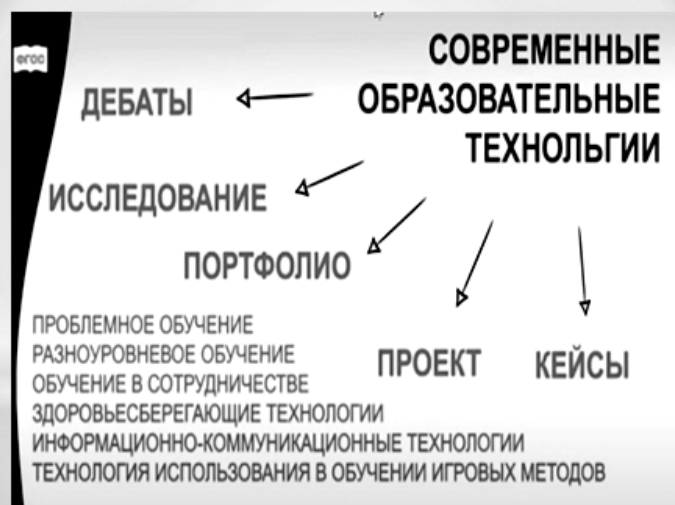 ФГОС
СОВРЕМЕННЫЕ
ОБРАЗОВАТЕЛЬНЫЕ
ТЕХНОЛЬГИИ
ДЕБАТЫ
ИССЛЕДОВАНИЕ
ПОРТФОЛИО
ПРОЕКТ
КЕЙСЫ
ПРОБЛЕМНОЕ ОБУЧЕНИЕ
РАЗНОУРОВНЕВОЕ ОБУЧЕНИЕ
ОБУЧЕНИЕ В СОТРУДНИЧЕСТВЕ
ЗДОРОВЬЕСБЕРЕГАЮЩИЕ ТЕХНОЛОГИИ
ИНФОРМАЦИОННО-КОММУНИКАЦИОННЫЕ ТЕХНОЛОГИИ
ТЕХНОЛОГИЯ ИСПОЛЬЗОВАНИЯ В ОБУЧЕНИИ ИГРОВЫХ МЕТОДОВ